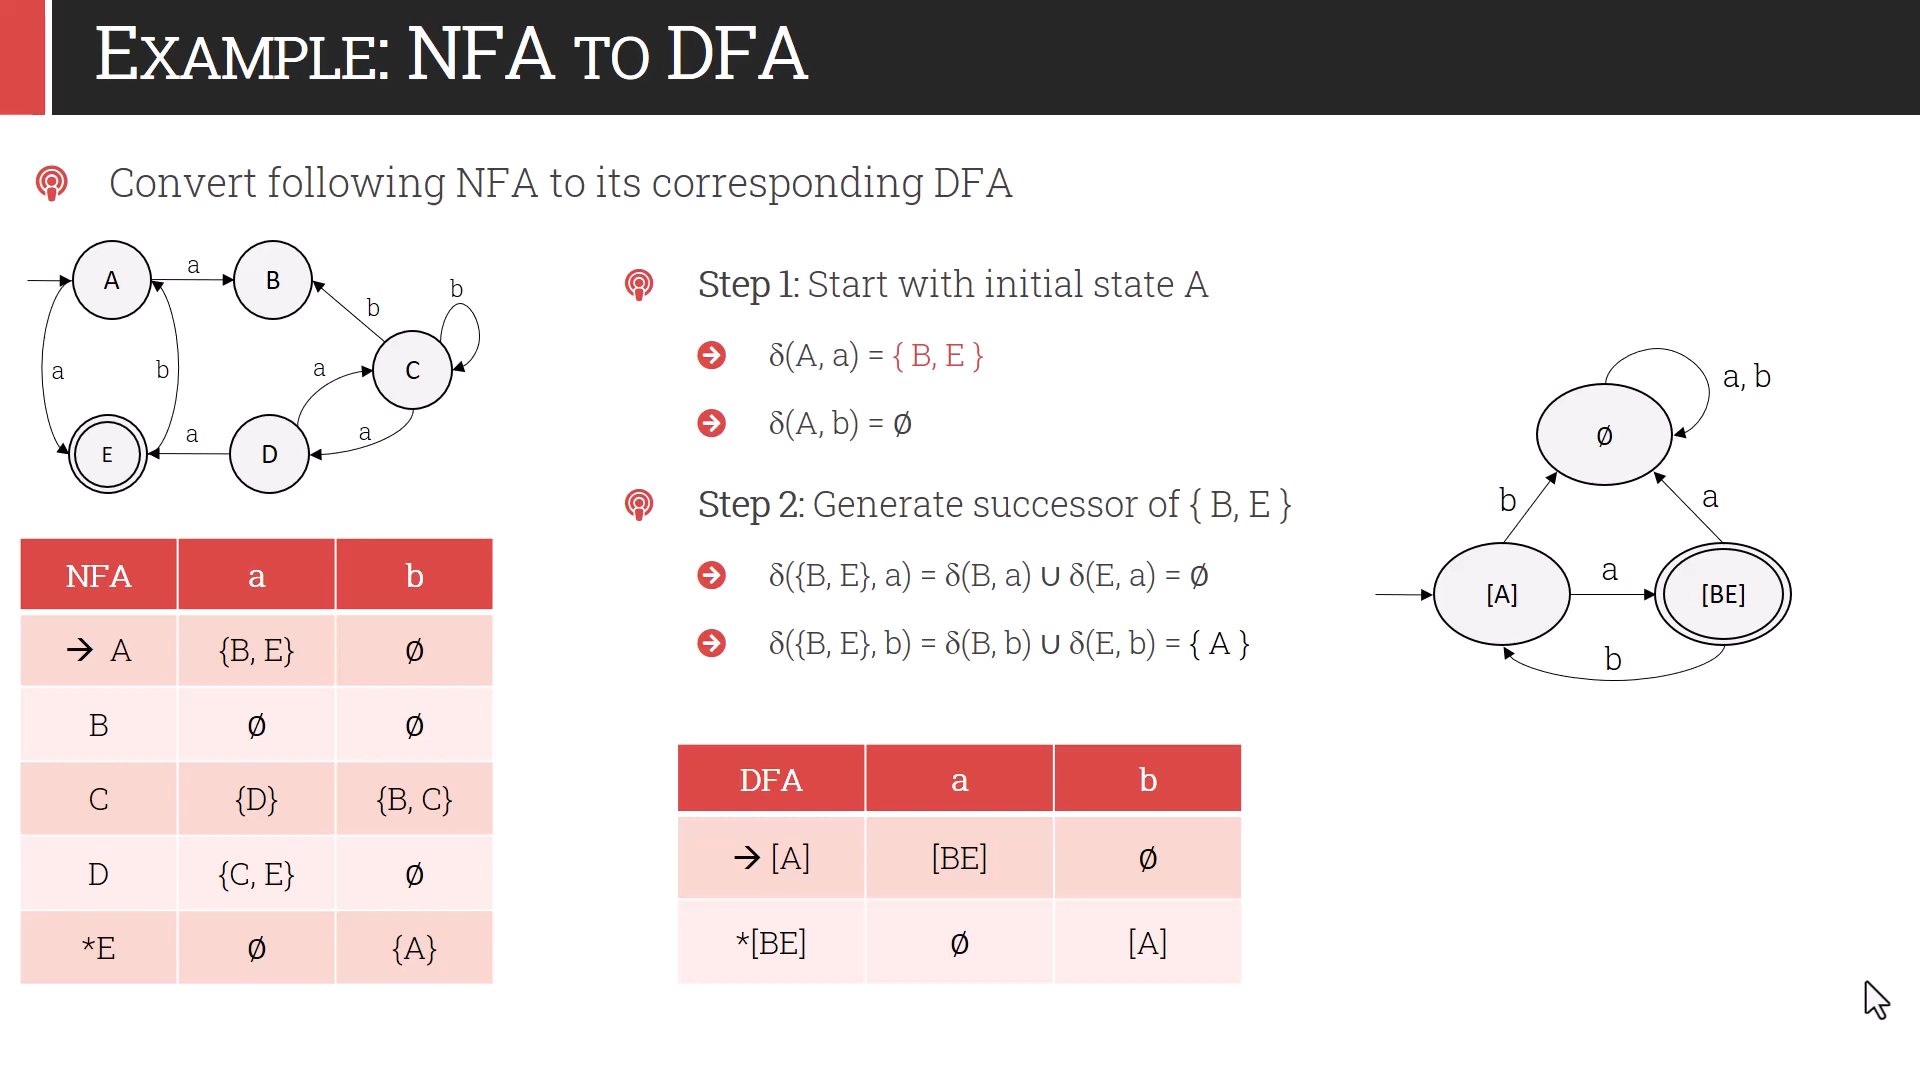 EXAMPLE: NFA TO DFA
Convert following NFA to its corresponding DFA
A
a
B
b
b
a
b
a
C
a
a
E
D
Step 1: Start with initial state A
δ(A, a) = { B, E }
δ(A, b) = ∅
Step 2: Generate successor of { B, E }
δ({B, E}, a) = δ(B, a) ∪ δ(E, a) = ∅
δ({B, E}, b) = δ(B, b) ∪ δ(E, b) = { A }
∅
a, b
b
a
[A]
a
[BE]
b
NFA a b
→ A {B, E} ∅
B ∅ ∅
C {D} {B, C}
D {C, E} ∅
*E ∅ {A}
DFA a b
→ [A] [BE] ∅
*[BE] ∅ [A]